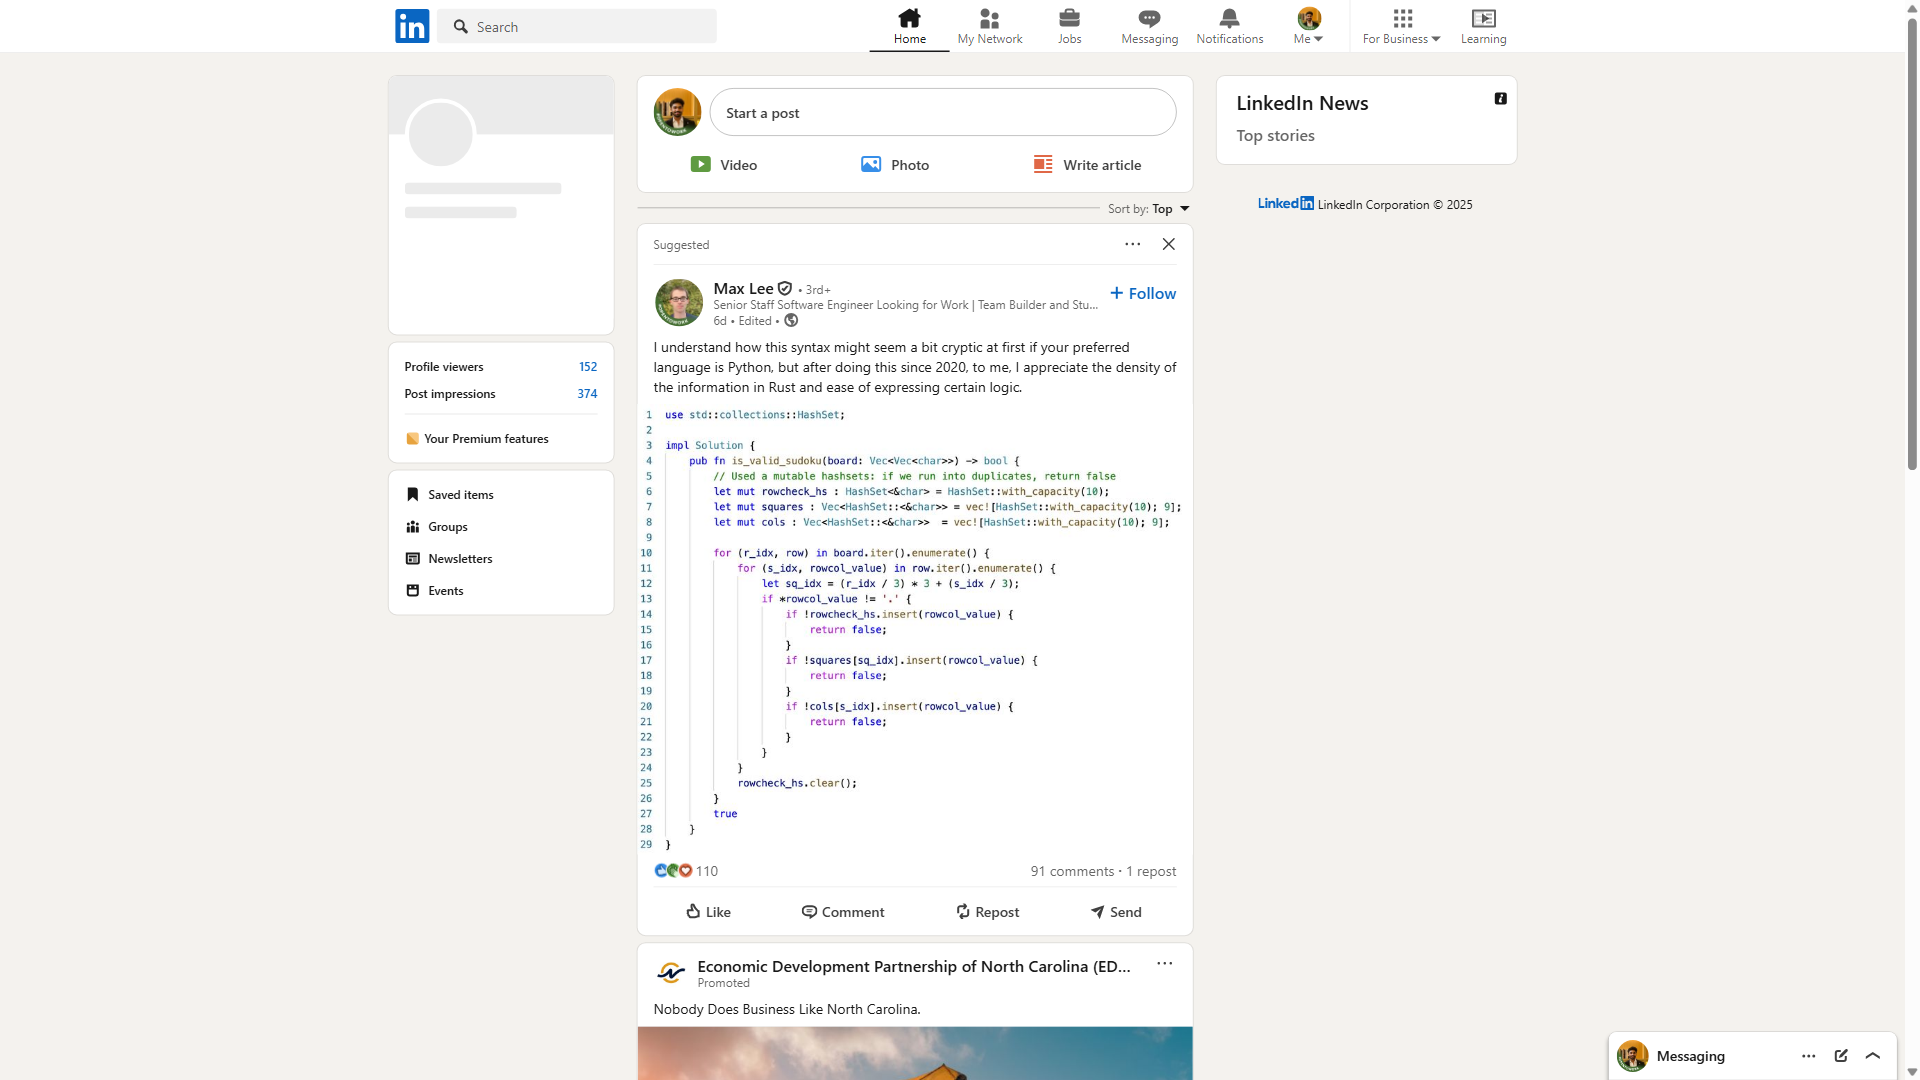 in
Search
Home
My Network
Jobs
Messaging
Notifications
Me
For Business
Learning
Profile viewers 152
Post impressions 374
Your Premium features
Saved items
Groups
Newsletters
Events
Start a post
Video
Photo
Write article
Sort by: Top
Suggested
Max Lee • 3rd+
+ Follow
Senior Staff Software Engineer Looking for Work | Team Builder and Stu...
6d • Edited •
I understand how this syntax might seem a bit cryptic at first if your preferred
language is Python, but after doing this since 2020, to me, I appreciate the density of
the information in Rust and ease of expressing certain logic.
1 use std::collections::HashSet;
2
3 impl Solution {
4 pub fn is_valid_sudoku(board: Vec<Vec<char>>) -> bool {
5 // Used a mutable hashsets: if we run into duplicates, return false
6 let mut rowcheck_hs : HashSet<&char> = HashSet::with_capacity(10);
7 let mut squares : Vec<HashSet::<&char>> = vec![HashSet::with_capacity(10); 9];
8 let mut cols : Vec<HashSet::<&char>> = vec![HashSet::with_capacity(10); 9];
9
10 for (r_idx, row) in board.iter().enumerate() {
11 for (s_idx, rowcol_value) in row.iter().enumerate() {
12 let sq_idx = (r_idx / 3) * 3 + (s_idx / 3);
13 if *rowcol_value != '.' {
14 if !rowcheck_hs.insert(rowcol_value) {
15 return false;
16 }
17 if !squares[sq_idx].insert(rowcol_value) {
18 return false;
19 }
20 if !cols[s_idx].insert(rowcol_value) {
21 return false;
22 }
23 }
24 }
25 rowcheck_hs.clear();
26 }
27 true
28 }
29 }
110
91 comments • 1 repost
Like
Comment
Repost
Send
Economic Development Partnership of North Carolina (ED...
Promoted
Nobody Does Business Like North Carolina.
LinkedIn News
Top stories
LinkedIn LinkedIn Corporation © 2025
Messaging